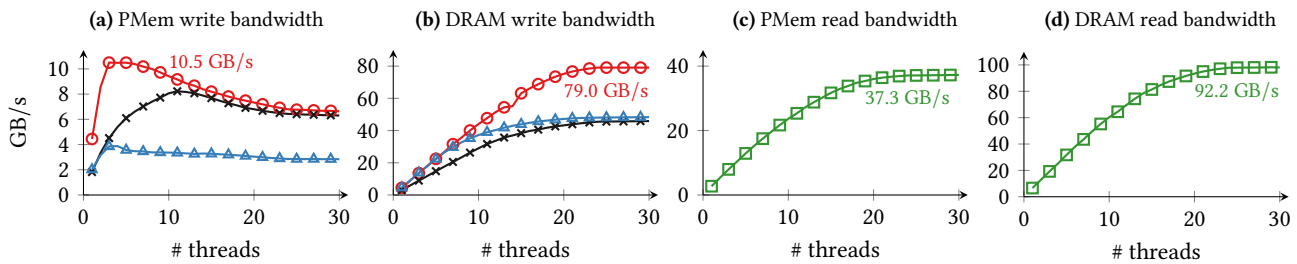 (a) PMem write bandwidth
GB/s
10
8
6
4
2
0
0 10 20 30
# threads
10.5 GB/s
(b) DRAM write bandwidth
80
60
40
20
0
0 10 20 30
# threads
79.0 GB/s
(c) PMem read bandwidth
40
20
0
0 10 20 30
# threads
37.3 GB/s
(d) DRAM read bandwidth
100
80
60
40
20
0
0 10 20 30
# threads
92.2 GB/s